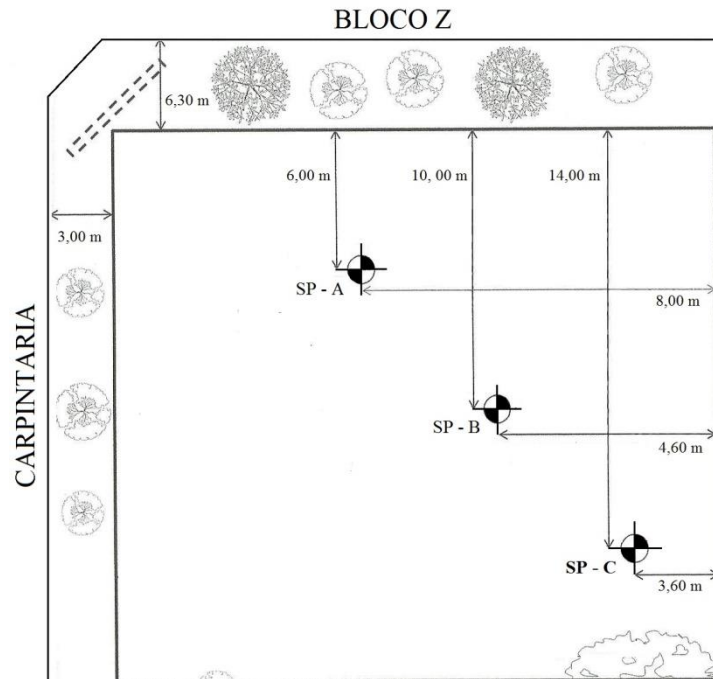 BLOCO Z
6,30 m
6,00 m
10, 00 m
14,00 m
3,00 m
SP - A
8,00 m
CARPINTARIA
SP - B
4,60 m
SP - C
3,60 m